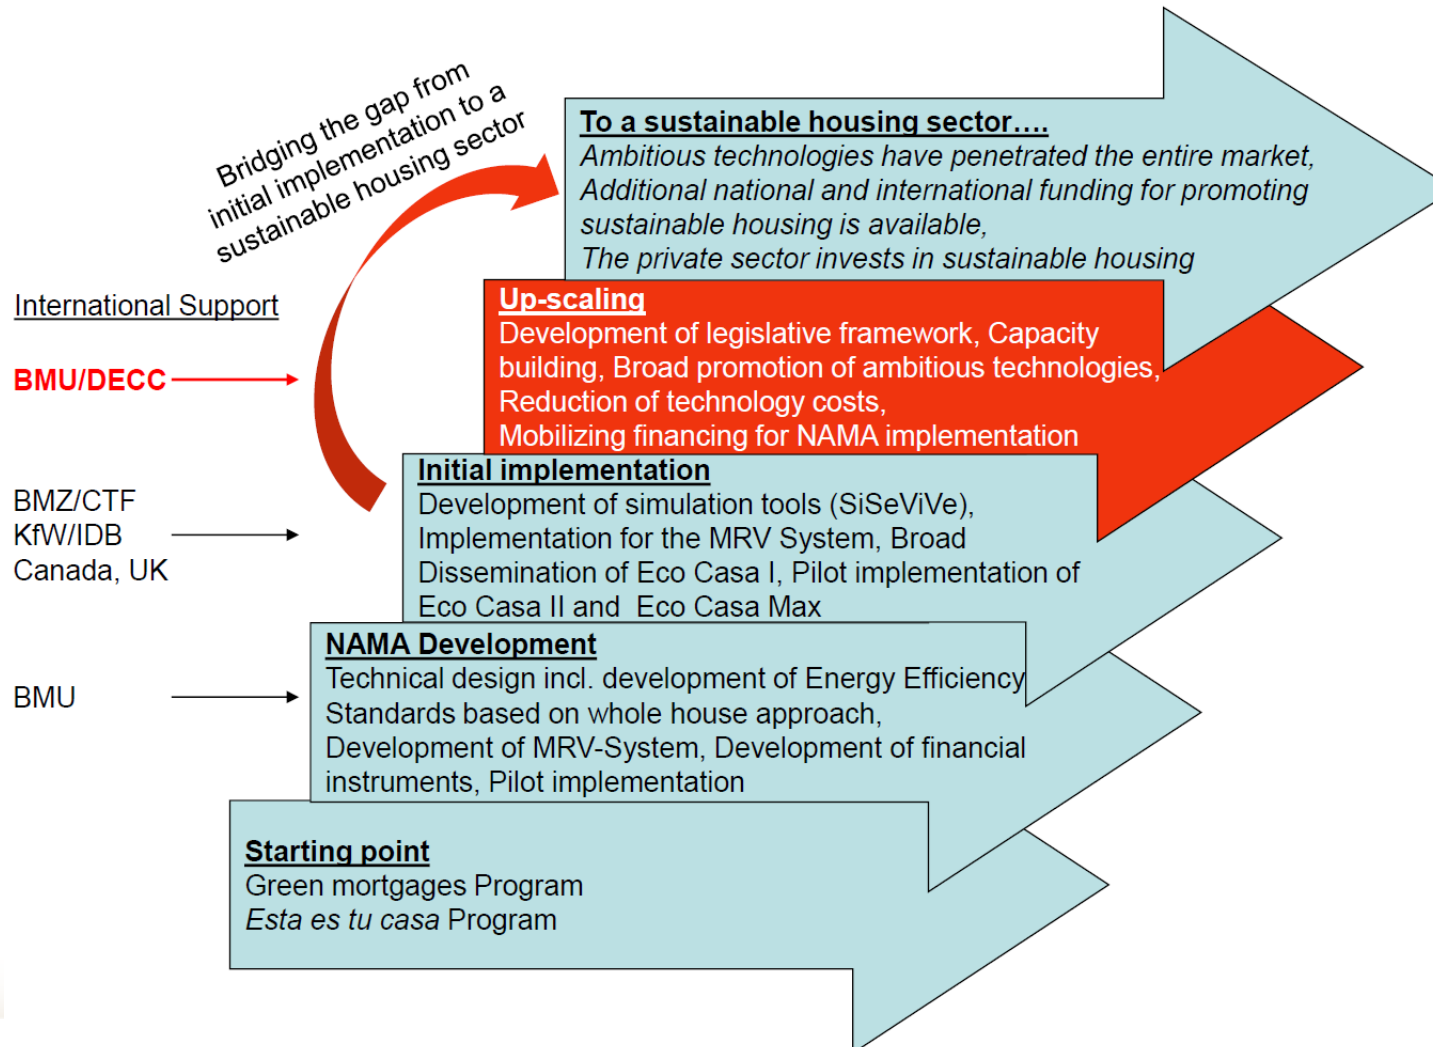 Bridging the gap from
initial implementation to a
sustainable housing sector
To a sustainable housing sector....
Ambitious technologies have penetrated the entire market,
Additional national and international funding for promoting
sustainable housing is available,
The private sector invests in sustainable housing
International Support
Up-scaling
Development of legislative framework, Capacity
building, Broad promotion of ambitious technologies,
Reduction of technology costs,
Mobilizing financing for NAMA implementation
BMU/DECC
Initial implementation
Development of simulation tools (SiSeViVe),
Implementation for the MRV System, Broad
Dissemination of Eco Casa I, Pilot implementation of
Eco Casa II and Eco Casa Max
BMZ/CTF
KfW/IDB
Canada, UK
NAMA Development
Technical design incl. development of Energy Efficiency
Standards based on whole house approach,
Development of MRV-System, Development of financial
instruments, Pilot implementation
BMU
Starting point
Green mortgages Program
Esta es tu casa Program